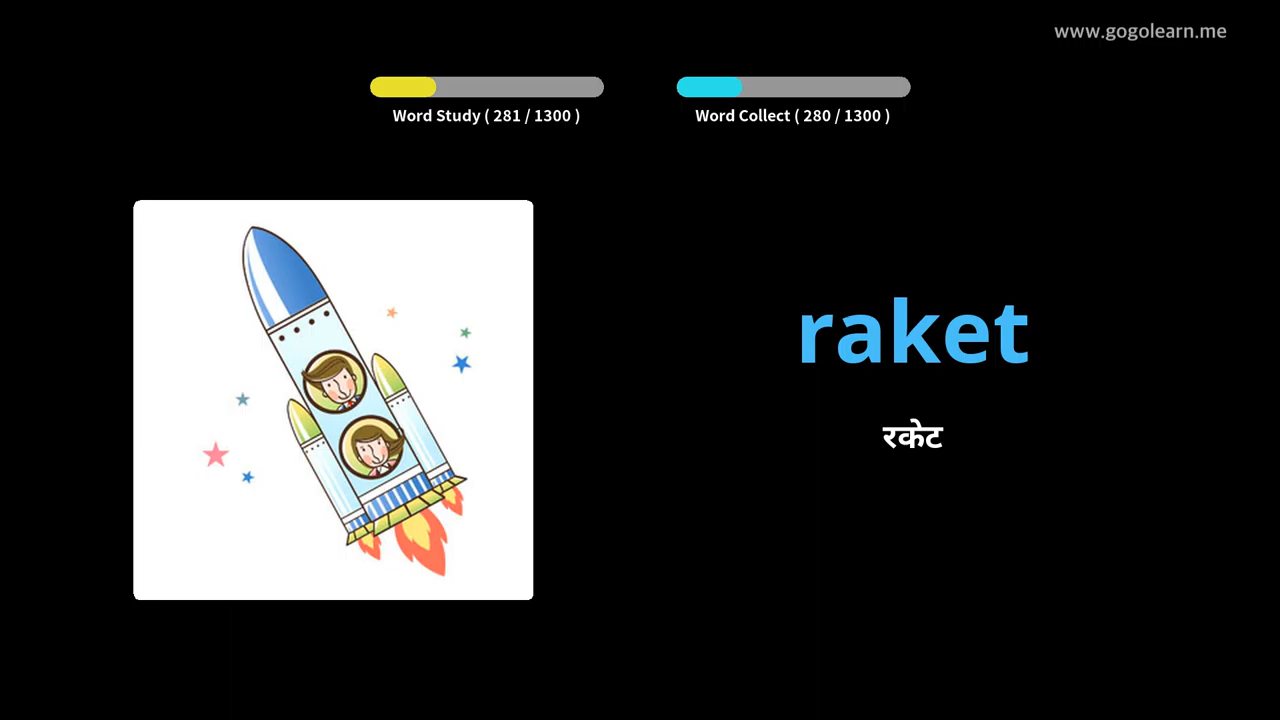 www.gogolearn.me
Word Study ( 281 / 1300 )
Word Collect ( 280 / 1300 )
raket
रकेट